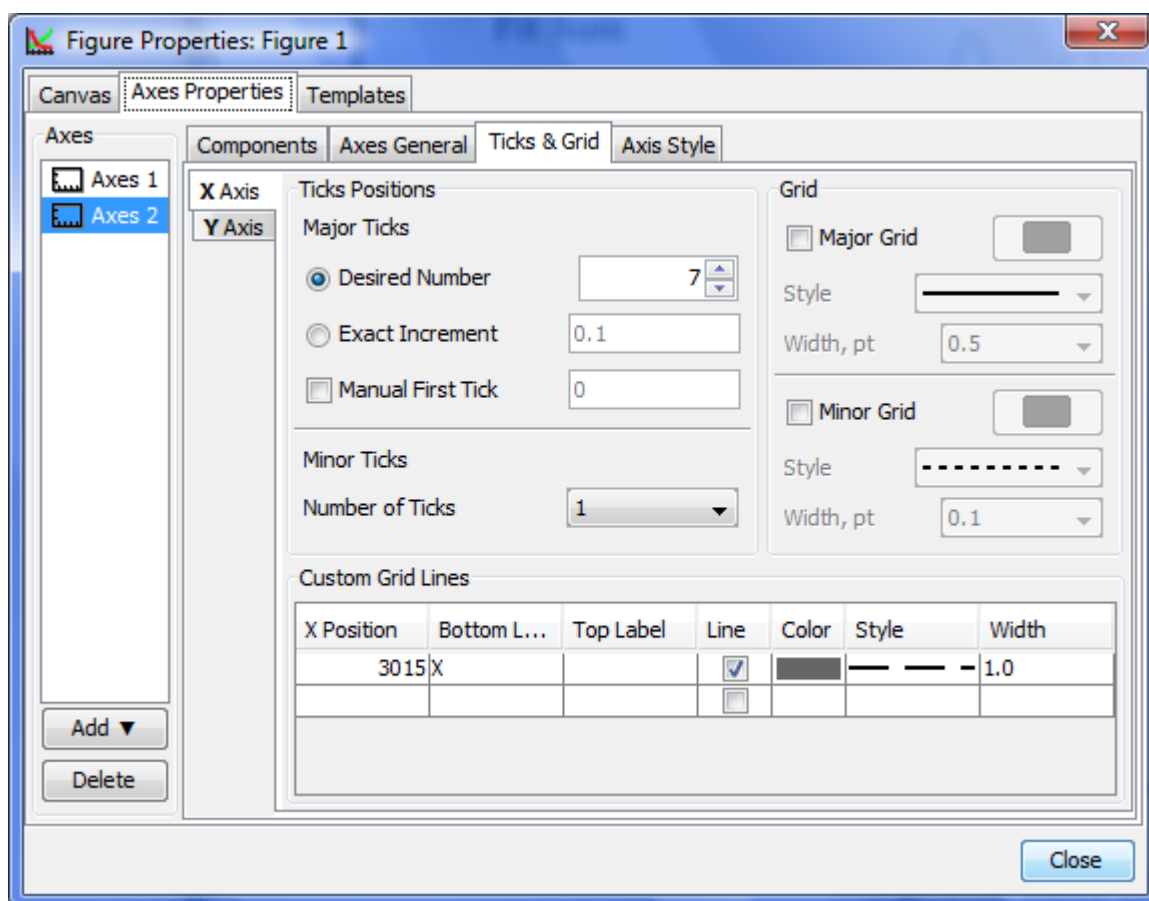 Figure Properties: Figure 1
Canvas Axes Properties Templates
Axes
Axes 1
Axes 2
Add ▼
Delete
Components Axes General Ticks & Grid Axis Style
X Axis
Y Axis
Ticks Positions
Major Ticks
Desired Number 7
Exact Increment 0.1
Manual First Tick 0
Minor Ticks
Number of Ticks 1
Grid
Major Grid
Style
Width, pt 0.5
Minor Grid
Style
Width, pt 0.1
Custom Grid Lines
X Position Bottom L... Top Label Line Color Style Width
3015 X 1.0
Close